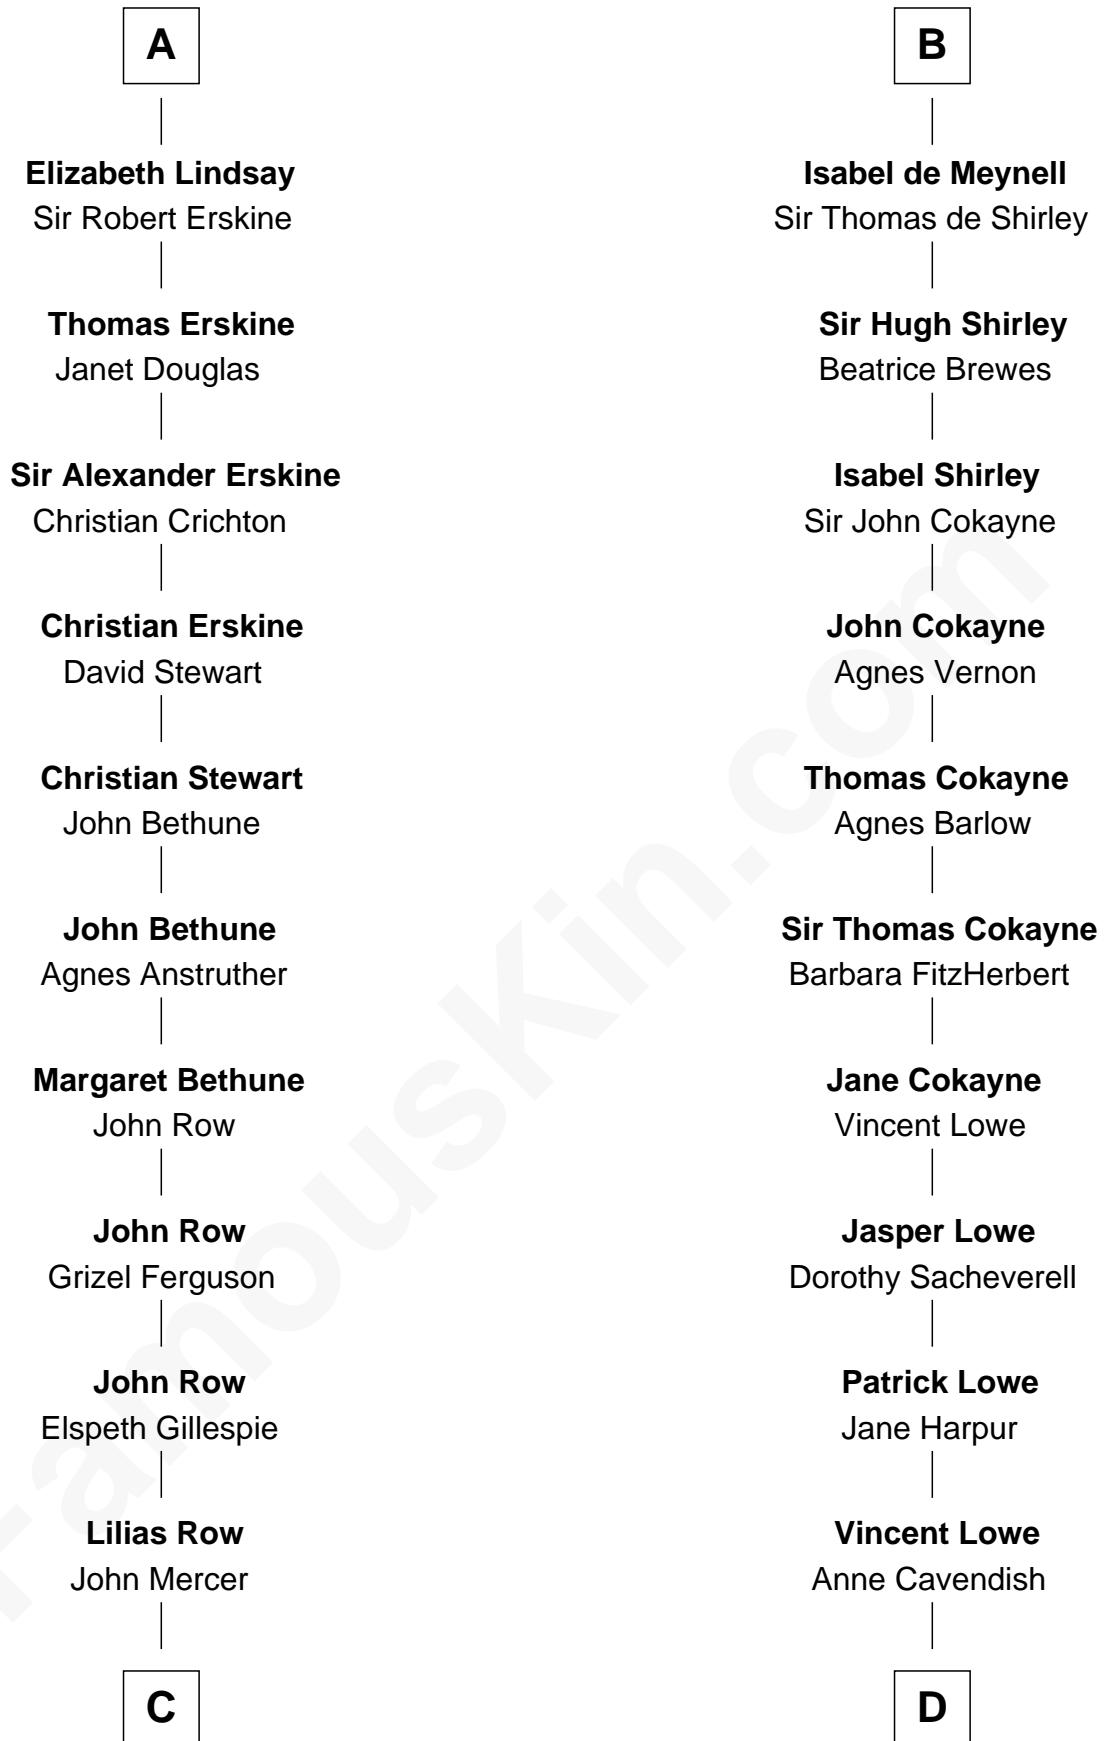 A
Elizabeth Lindsay
Sir Robert Erskine
Thomas Erskine
Janet Douglas
Sir Alexander Erskine
Christian Crichton
Christian Erskine
David Stewart
Christian Stewart
John Bethune
John Bethune
Agnes Anstruther
Margaret Bethune
John Row
John Row
Grizel Ferguson
John Row
Elspeth Gillespie
Lilias Row
John Mercer
C
B
Isabel de Meynell
Sir Thomas de Shirley
Sir Hugh Shirley
Beatrice Brewes
Isabel Shirley
Sir John Cokayne
John Cokayne
Agnes Vernon
Thomas Cokayne
Agnes Barlow
Sir Thomas Cokayne
Barbara FitzHerbert
Jane Cokayne
Vincent Lowe
Jasper Lowe
Dorothy Sacheverell
Patrick Lowe
Jane Harpur
Vincent Lowe
Anne Cavendish
D
FamousKin.com